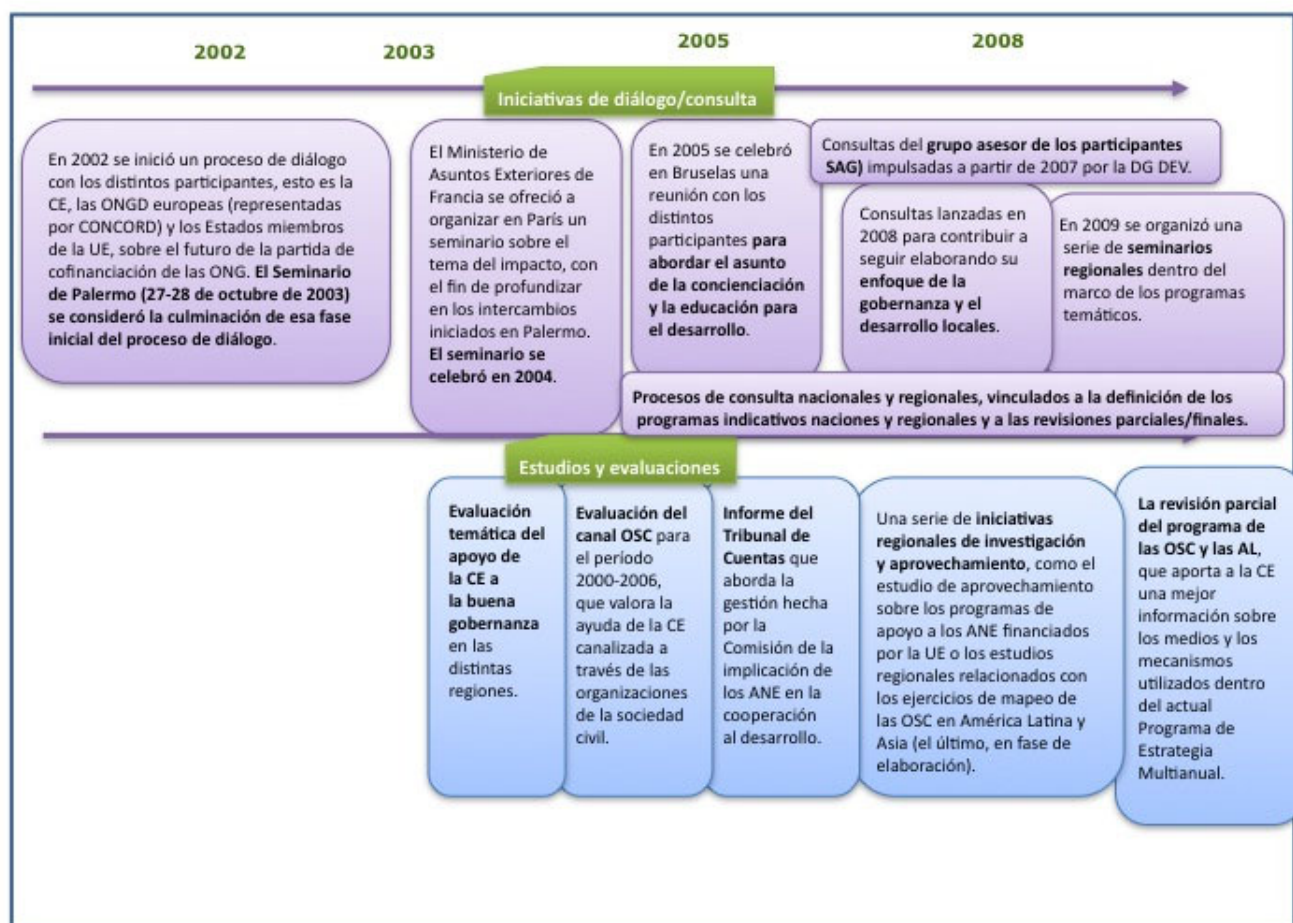 2002
2003
2005
2008
Iniciativas de diálogo/consulta
En 2002 se inició un proceso de diálogo
con los distintos participantes, esto es la
CE, las ONGD europeas (representadas
por CONCORD) y los Estados miembros
de la UE, sobre el futuro de la partida de
cofinanciación de las ONG. El Seminario
de Palermo (27-28 de octubre de 2003)
se consideró la culminación de esa fase
inicial del proceso de diálogo.
El Ministerio de
Asuntos Exteriores de
Francia se ofreció a
organizar en París un
seminario sobre el
tema del impacto, con
el fin de profundizar
en los intercambios
iniciados en Palermo.
El seminario se
celebró en 2004.
En 2005 se celebró
en Bruselas una
reunión con los
distintos
participantes para
abordar el asunto
de la concienciación
y la educación para
el desarrollo.
Consultas del grupo asesor de los participantes
SAG) impulsadas a partir de 2007 por la DG DEV.
Consultas lanzadas en
2008 para contribuir a
seguir elaborando su
enfoque de la
gobernanza y el
desarrollo locales.
En 2009 se organizó una
serie de seminarios
regionales dentro del
marco de los programas
temáticos.
Procesos de consulta nacionales y regionales, vinculados a la definición de los
programas indicativos naciones y regionales y a las revisiones parciales/finales.
Estudios y evaluaciones
Evaluación
temática del
apoyo de
la CE a
la buena
gobernanza
en las
distintas
regiones.
Evaluación del
canal OSC para
el período
2000-2006,
que valora la
ayuda de la CE
canalizada a
través de las
organizaciones
de la sociedad
civil.
Informe del
Tribunal de
Cuentas que
aborda la
gestión hecha
por la
Comisión de la
implicación de
los ANE en la
cooperación
al desarrollo.
Una serie de iniciativas
regionales de investigación
y aprovechamiento, como el
estudio de aprovechamiento
sobre los programas de
apoyo a los ANE financiados
por la UE o los estudios
regionales relacionados con
los ejercicios de mapeo de
las OSC en América Latina y
Asia (el último, en fase de
elaboración).
La revisión parcial
del programa de
las OSC y las AL,
que aporta a la CE
una mejor
información sobre
los medios y los
mecanismos
utilizados dentro
del actual
Programa de
Estrategia
Multianual.